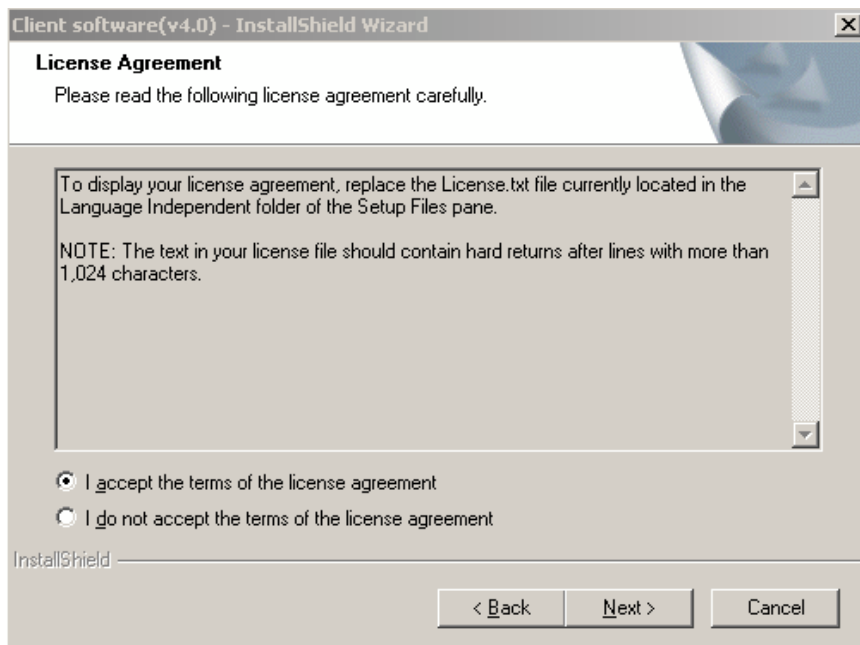 Client software(v4.0) - InstallShield Wizard
License Agreement
Please read the following license agreement carefully.
To display your license agreement, replace the License.txt file currently located in the
Language Independent folder of the Setup Files pane.
NOTE: The text in your license file should contain hard returns after lines with more than
1,024 characters.
I accept the terms of the license agreement
I do not accept the terms of the license agreement
InstallShield
< Back
Next >
Cancel